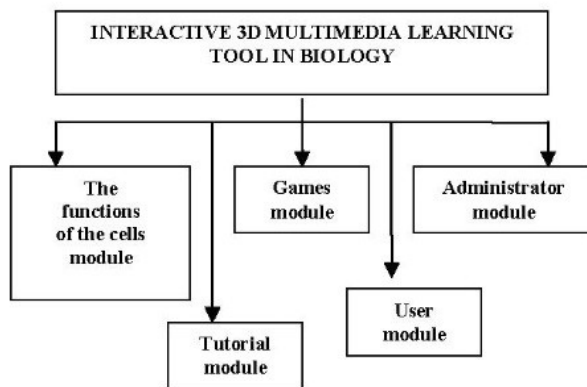 INTERACTIVE 3D MULTIMEDIA LEARNING
TOOL IN BIOLOGY
The
functions
of the cells
module
Games
module
Administrator
module
Tutorial
module
User
module